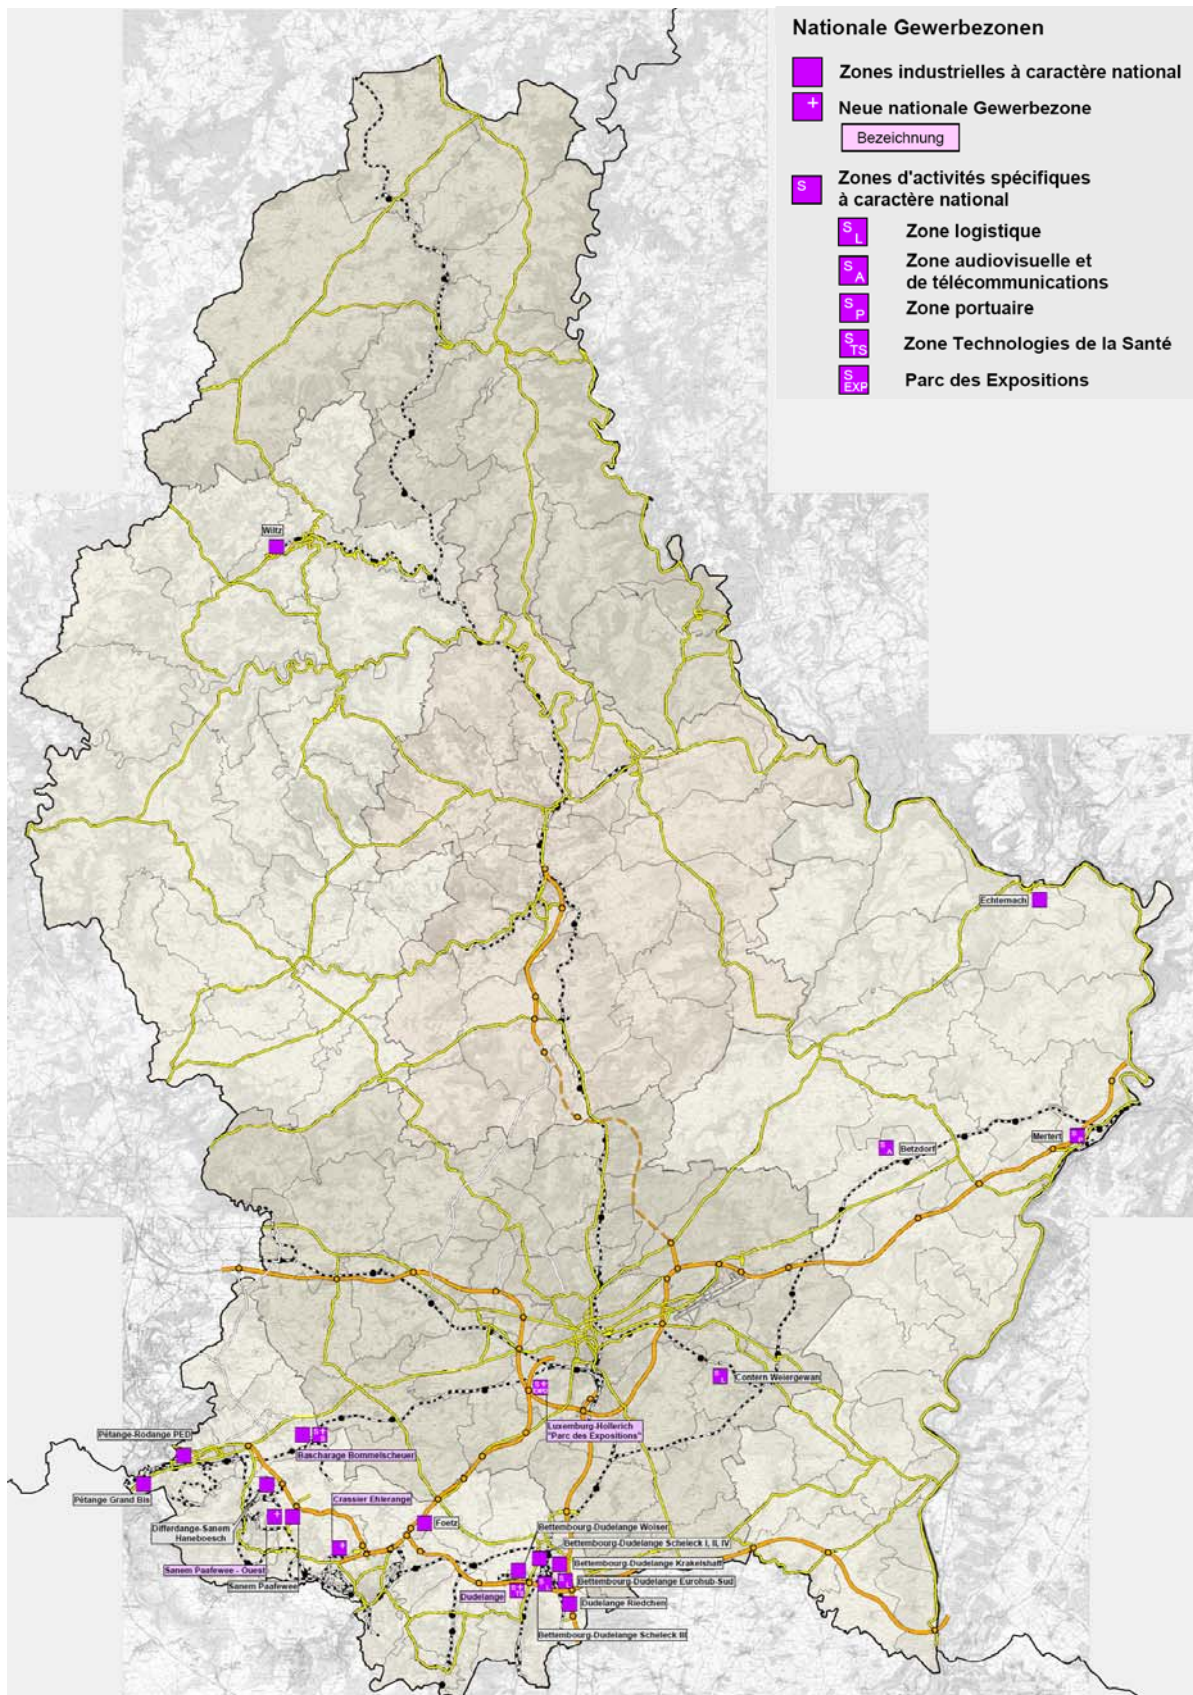 Nationale Gewerbezonen
Zones industrielles à caractère national
+
Neue nationale Gewerbezone
Bezeichnung
S
Zones d'activités spécifiques
à caractère national
S L
Zone logistique
S A
Zone audiovisuelle et
de télécommunications
S P
Zone portuaire
S TS
Zone Technologies de la Santé
S EXP
Parc des Expositions
Wiltz
Echternach
Mertert
Betzdorf
Contern Weiergewan
Luxemburg-Hollerich
"Parc des Expositions"
Pétange-Rodange PED
Bascharage Bommelscheuer
Pétange Grand Bis
Crassier Ehlerange
Foetz
Differdange-Sanem
Haneboesch
Bettembourg-Dudelange Wolser
Bettembourg-Dudelange Scheleck I, II, IV
Bettembourg-Dudelange Krakelshaff
Sanem Paafewee - Ouest
Bettembourg-Dudelange Eurohub-Sud
Sanem Paafewee
Dudelange
Dudelange Riedchen
Bettembourg-Dudelange Scheleck III